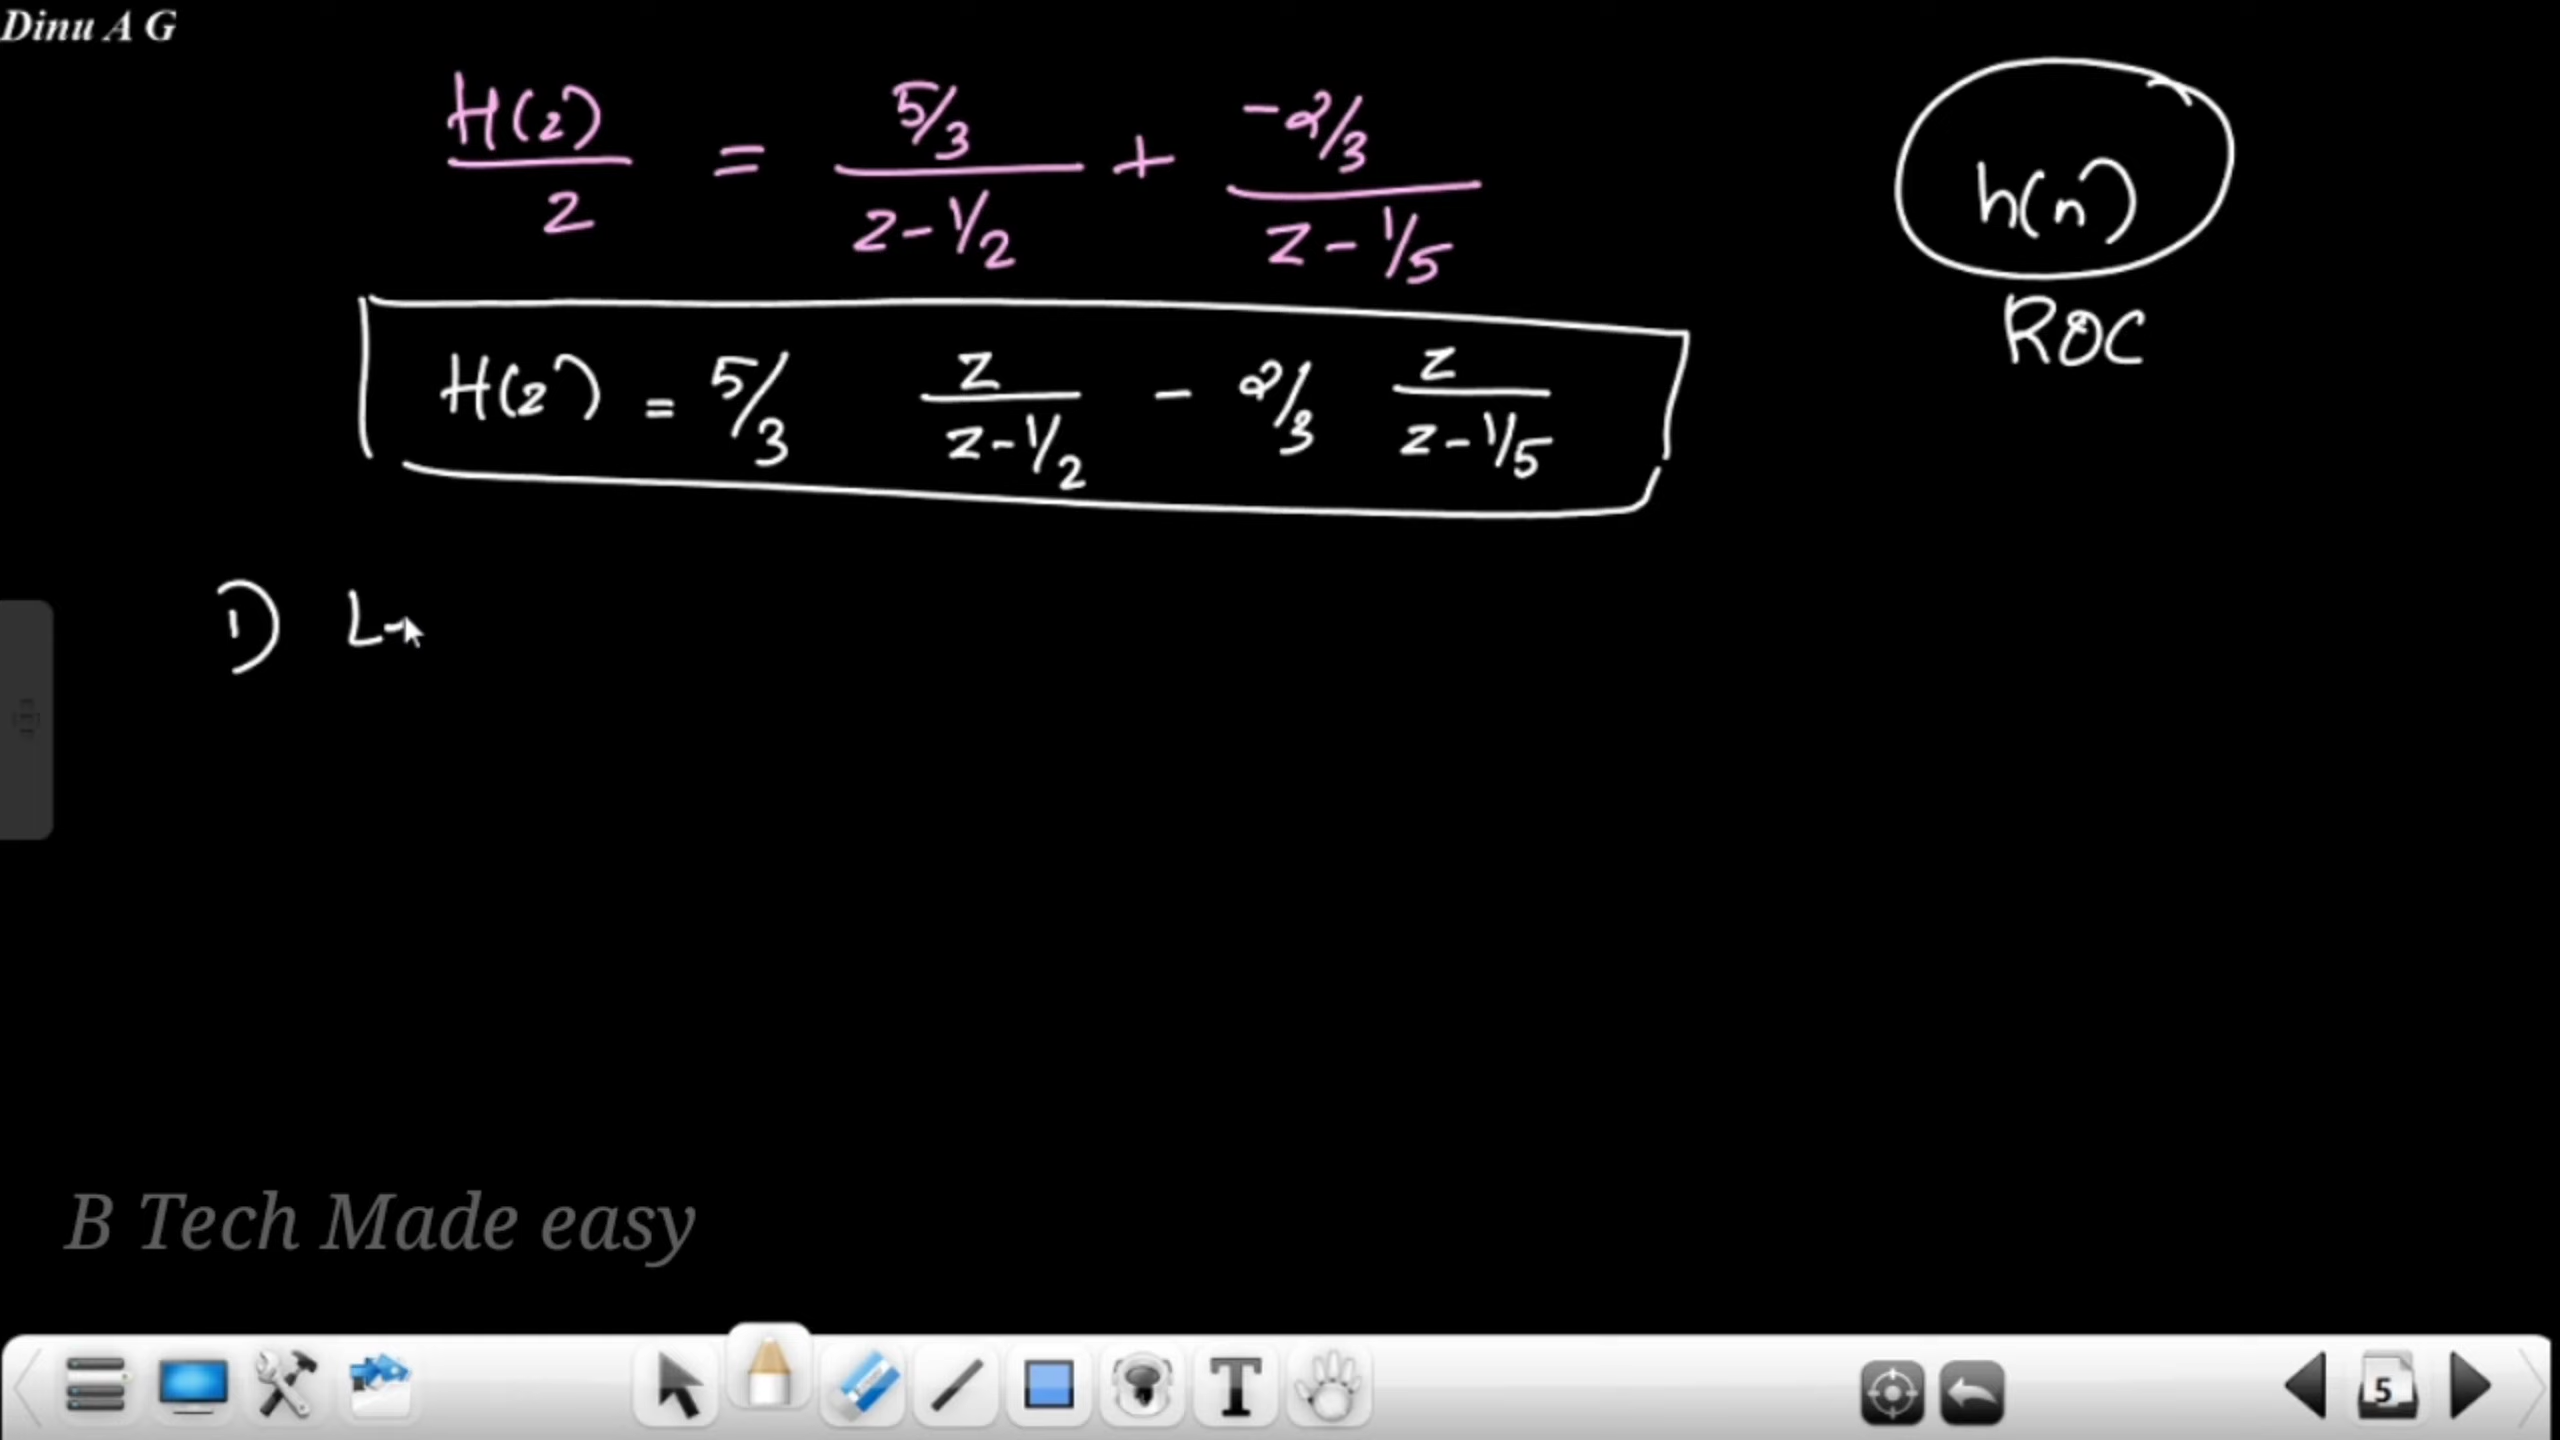 Dinu A G
H(z)/z = 5/3/z-1/2 + -2/3/z-1/5
h(n)
ROC
H(z) = 5/3 z/z-1/2 - 2/3 z/z-1/5
1)
B Tech Made easy
T
5